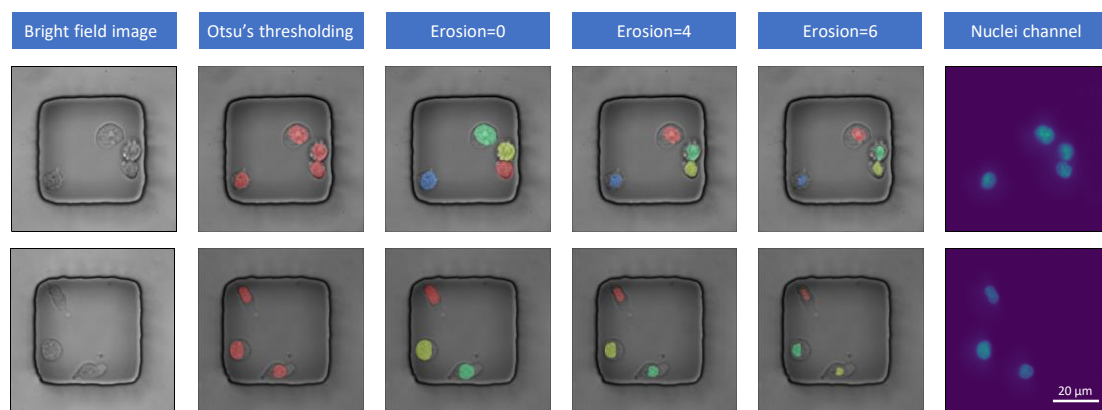 Bright field image
Otsu's thresholding
Erosion=0
Erosion=4
Erosion=6
Nuclei channel
20 µm